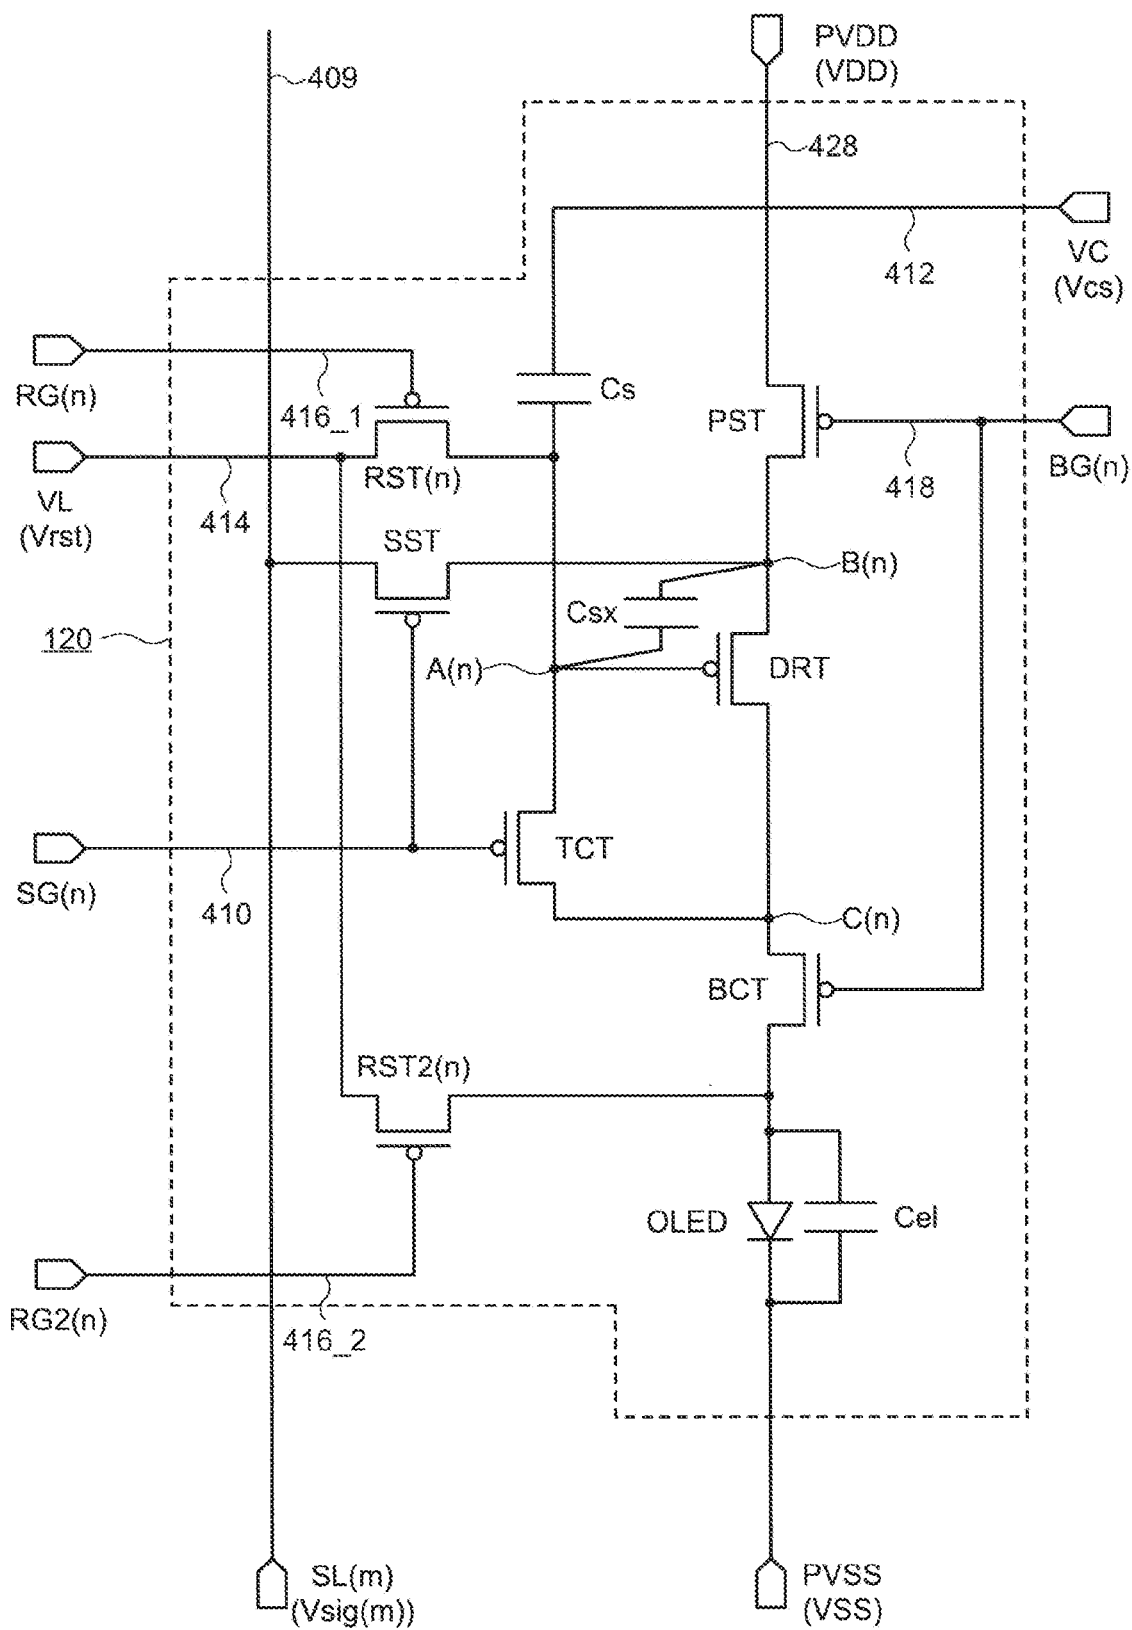 PVDD
(VDD)
409
428
VC
(Vcs)
412
RG(n)
416_1
Cs
PST
BG(n)
418
VL
(Vrst)
414
RST(n)
SST
B(n)
Csx
120
A(n)
DRT
SG(n)
410
TCT
C(n)
BCT
RST2(n)
OLED
Cel
RG2(n)
416_2
SL(m)
(Vsig(m))
PVSS
(VSS)